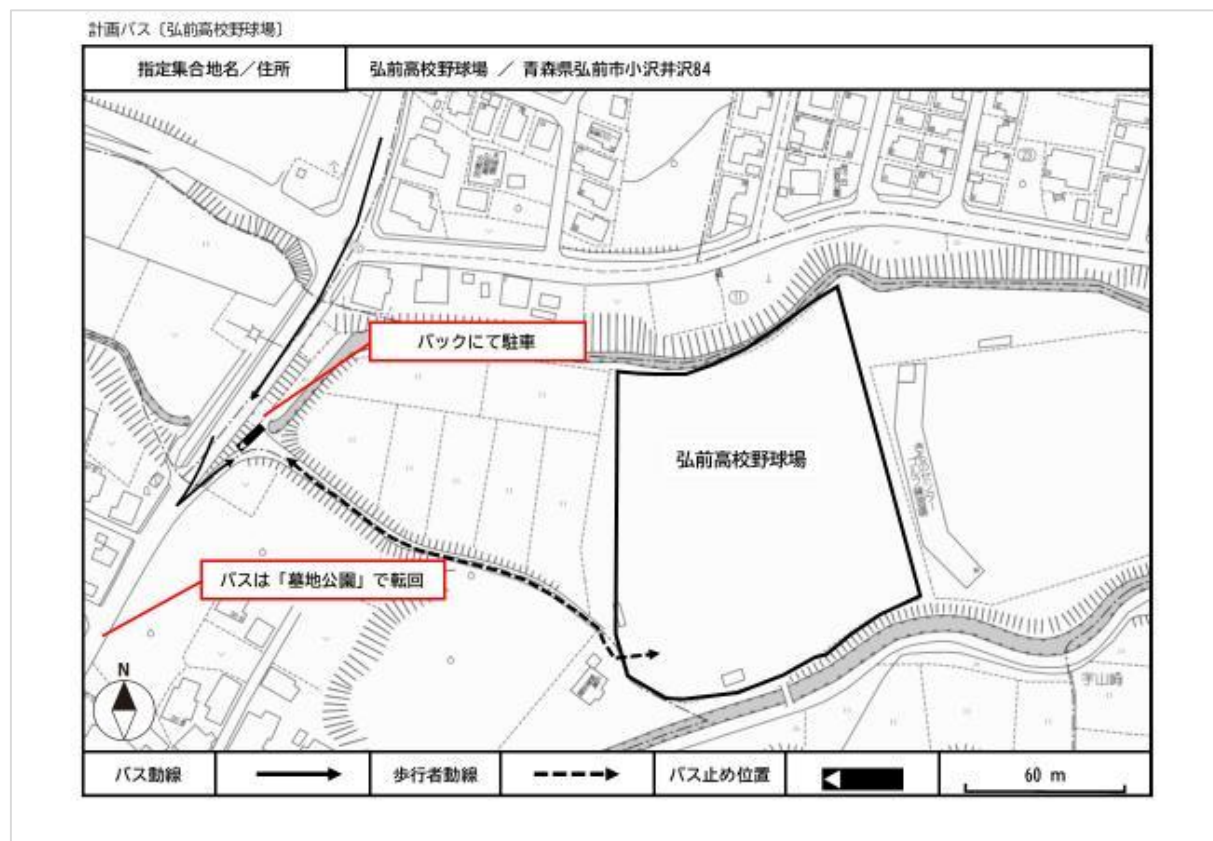 計画バス〔弘前高校野球場〕
指定集合地名／住所
弘前高校野球場 ／ 青森県弘前市小沢井沢84
バックにて駐車
弘前高校野球場
バスは「墓地公園」で転回
N
字山崎
バス動線
歩行者動線
バス止め位置
60 m